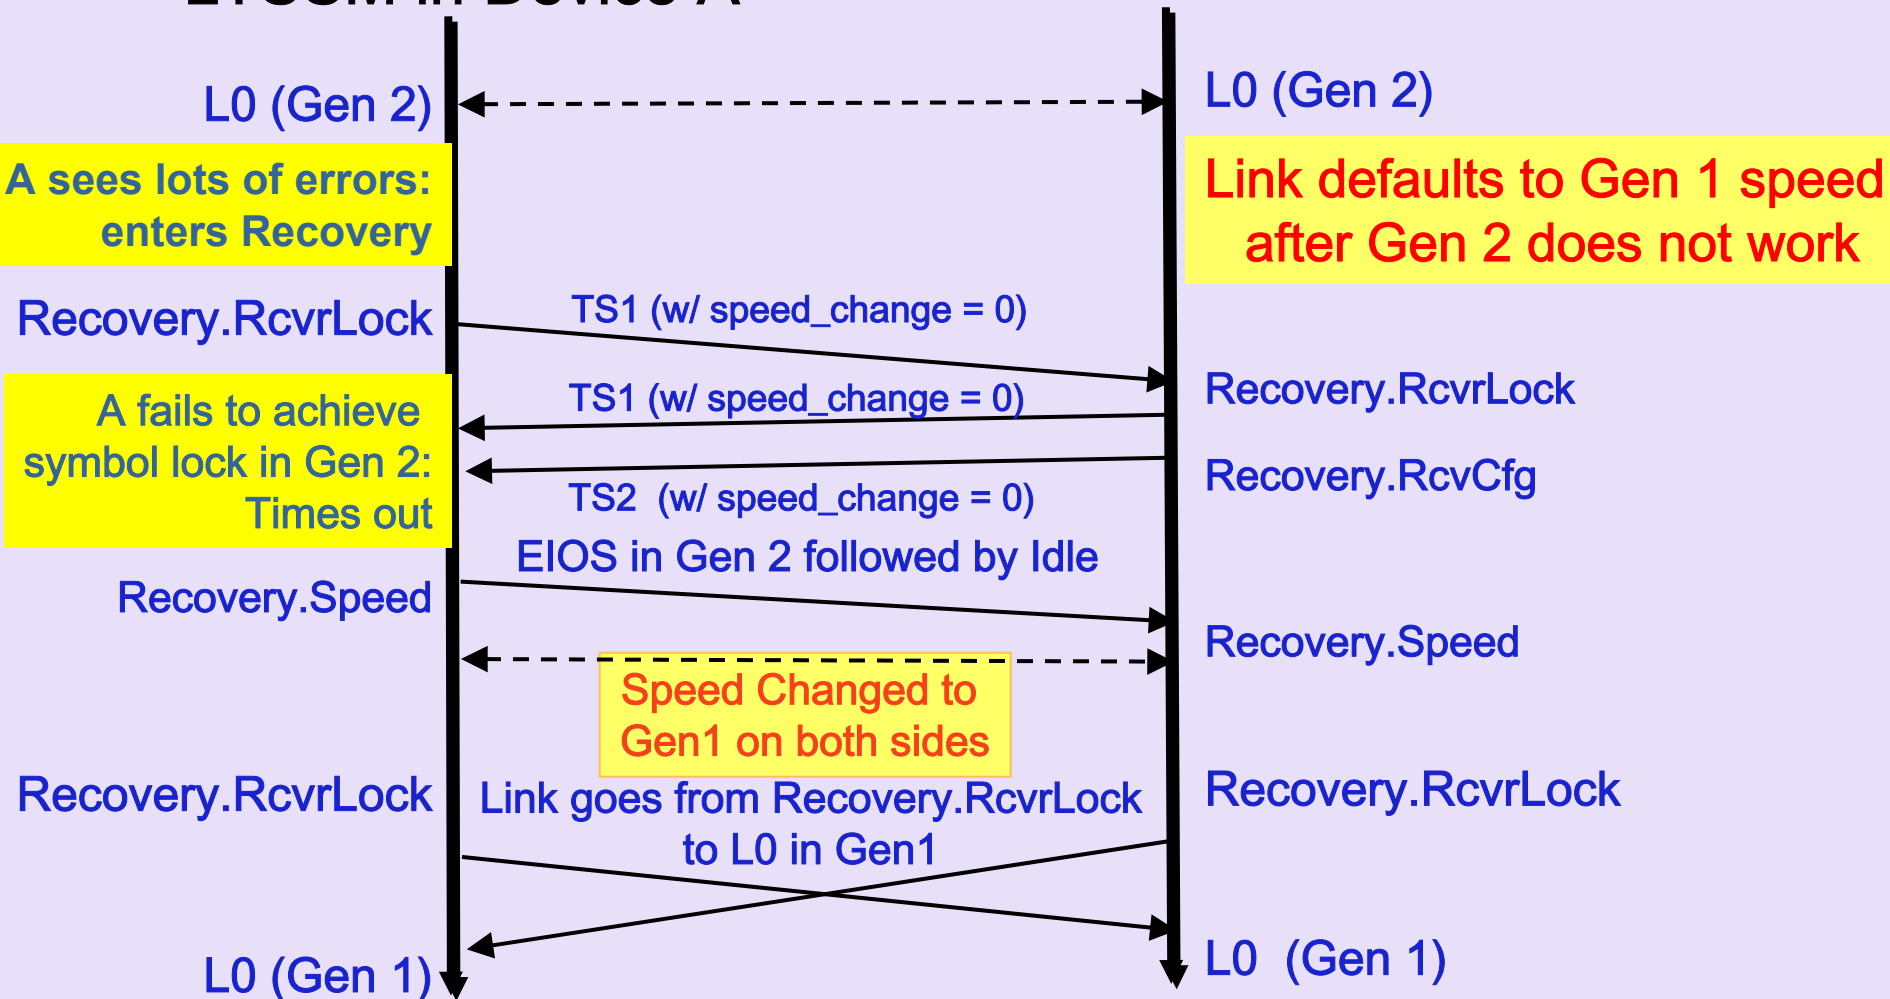 L0 (Gen 2)
L0 (Gen 2)
A sees lots of errors:
enters Recovery
Link defaults to Gen 1 speed
after Gen 2 does not work
Recovery.RcvrLock
TS1 (w/ speed_change = 0)
Recovery.RcvrLock
A fails to achieve
symbol lock in Gen 2:
Times out
TS1 (w/ speed_change = 0)
Recovery.RcvCfg
TS2 (w/ speed_change = 0)
EIOS in Gen 2 followed by Idle
Recovery.Speed
Recovery.Speed
Speed Changed to
Gen1 on both sides
Recovery.RcvrLock
Link goes from Recovery.RcvrLock
to L0 in Gen1
Recovery.RcvrLock
L0 (Gen 1)
L0 (Gen 1)